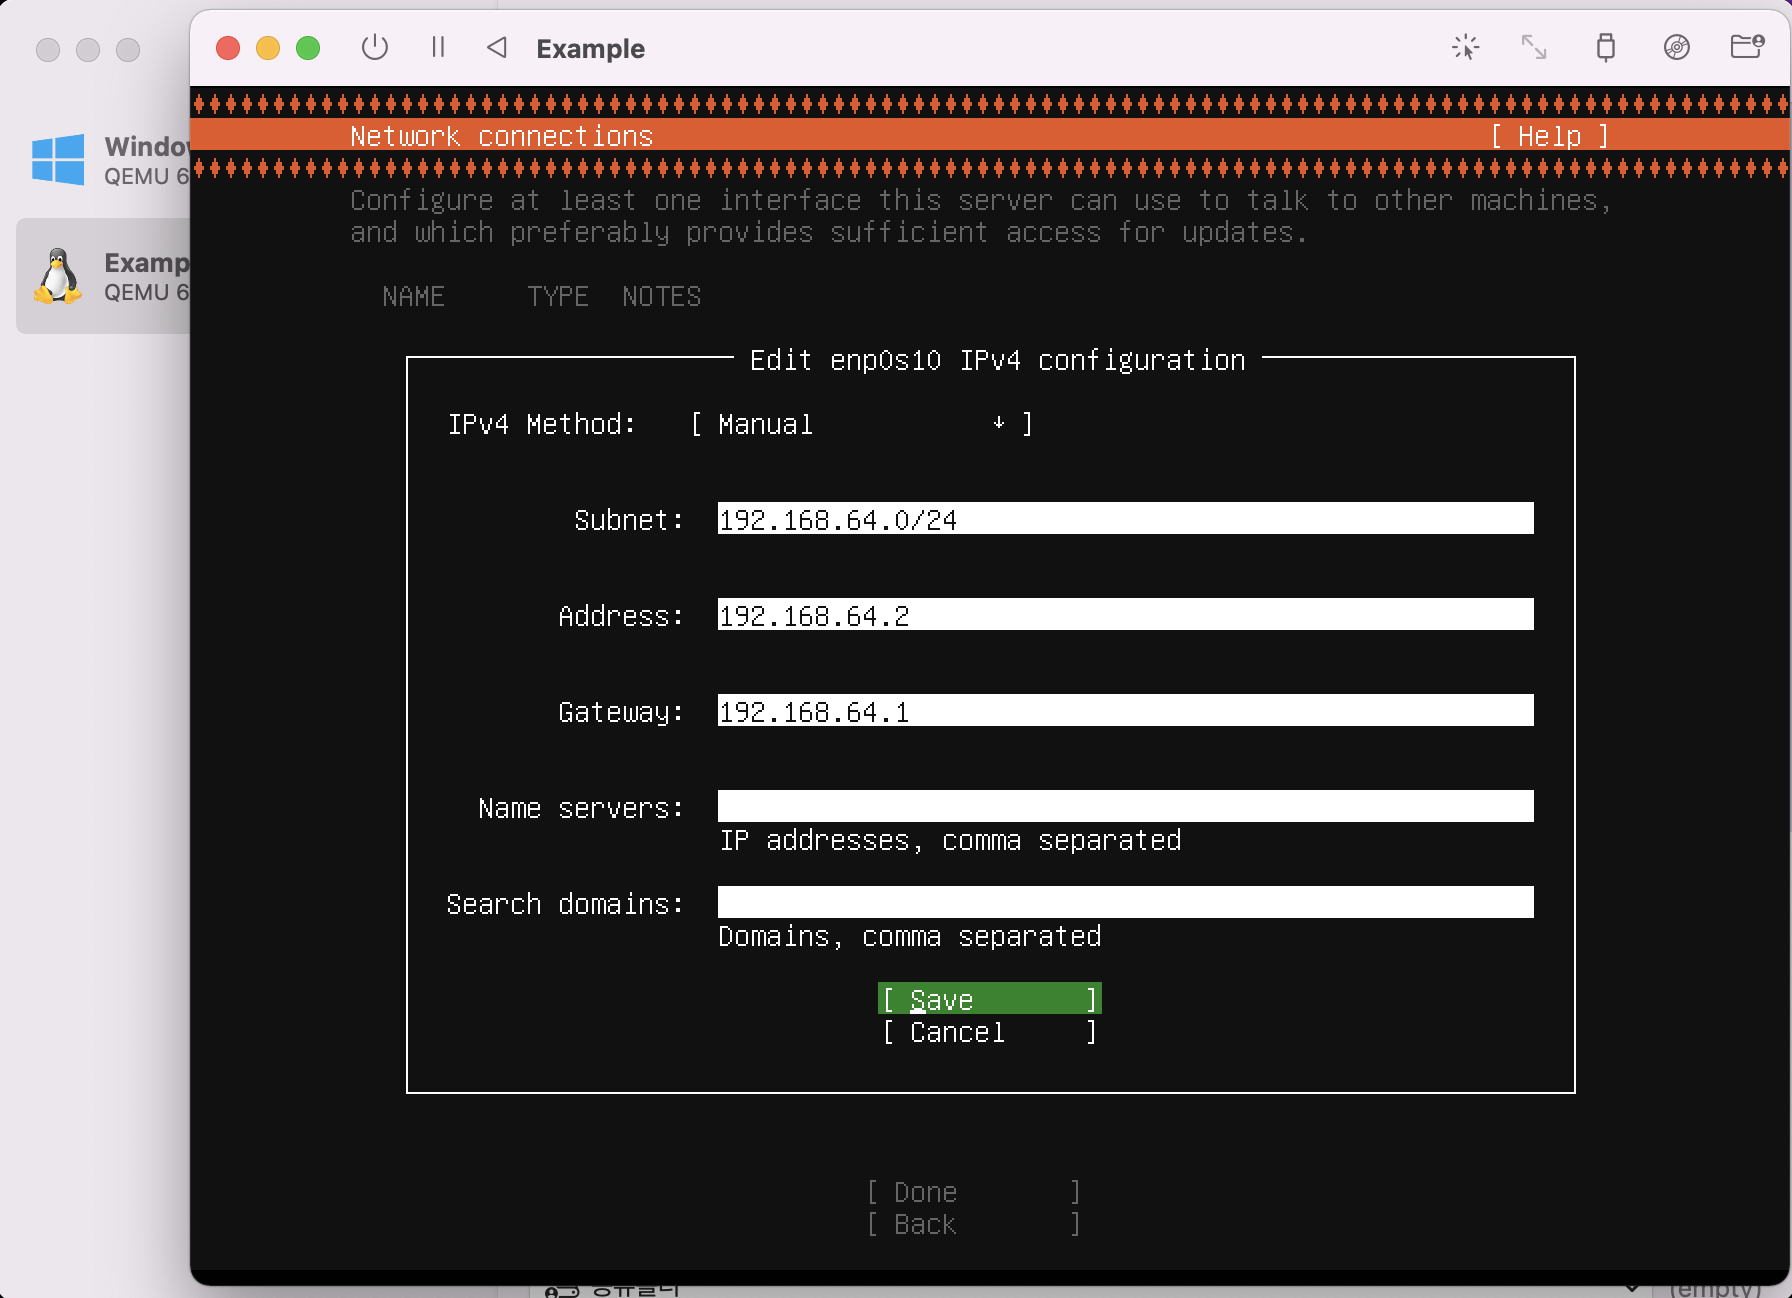 Example
Windo
QEMU 6
Examp
QEMU 6
Network connections [ Help ]
Configure at least one interface this server can use to talk to other machines,
and which preferably provides sufficient access for updates.
NAME TYPE NOTES
Edit enp0s10 IPv4 configuration
IPv4 Method: [ Manual ↓ ]
Subnet: 192.168.64.0/24
Address: 192.168.64.2
Gateway: 192.168.64.1
Name servers:
IP addresses, comma separated
Search domains:
Domains, comma separated
[ Save ]
[ Cancel ]
[ Done ]
[ Back ]
(empty)